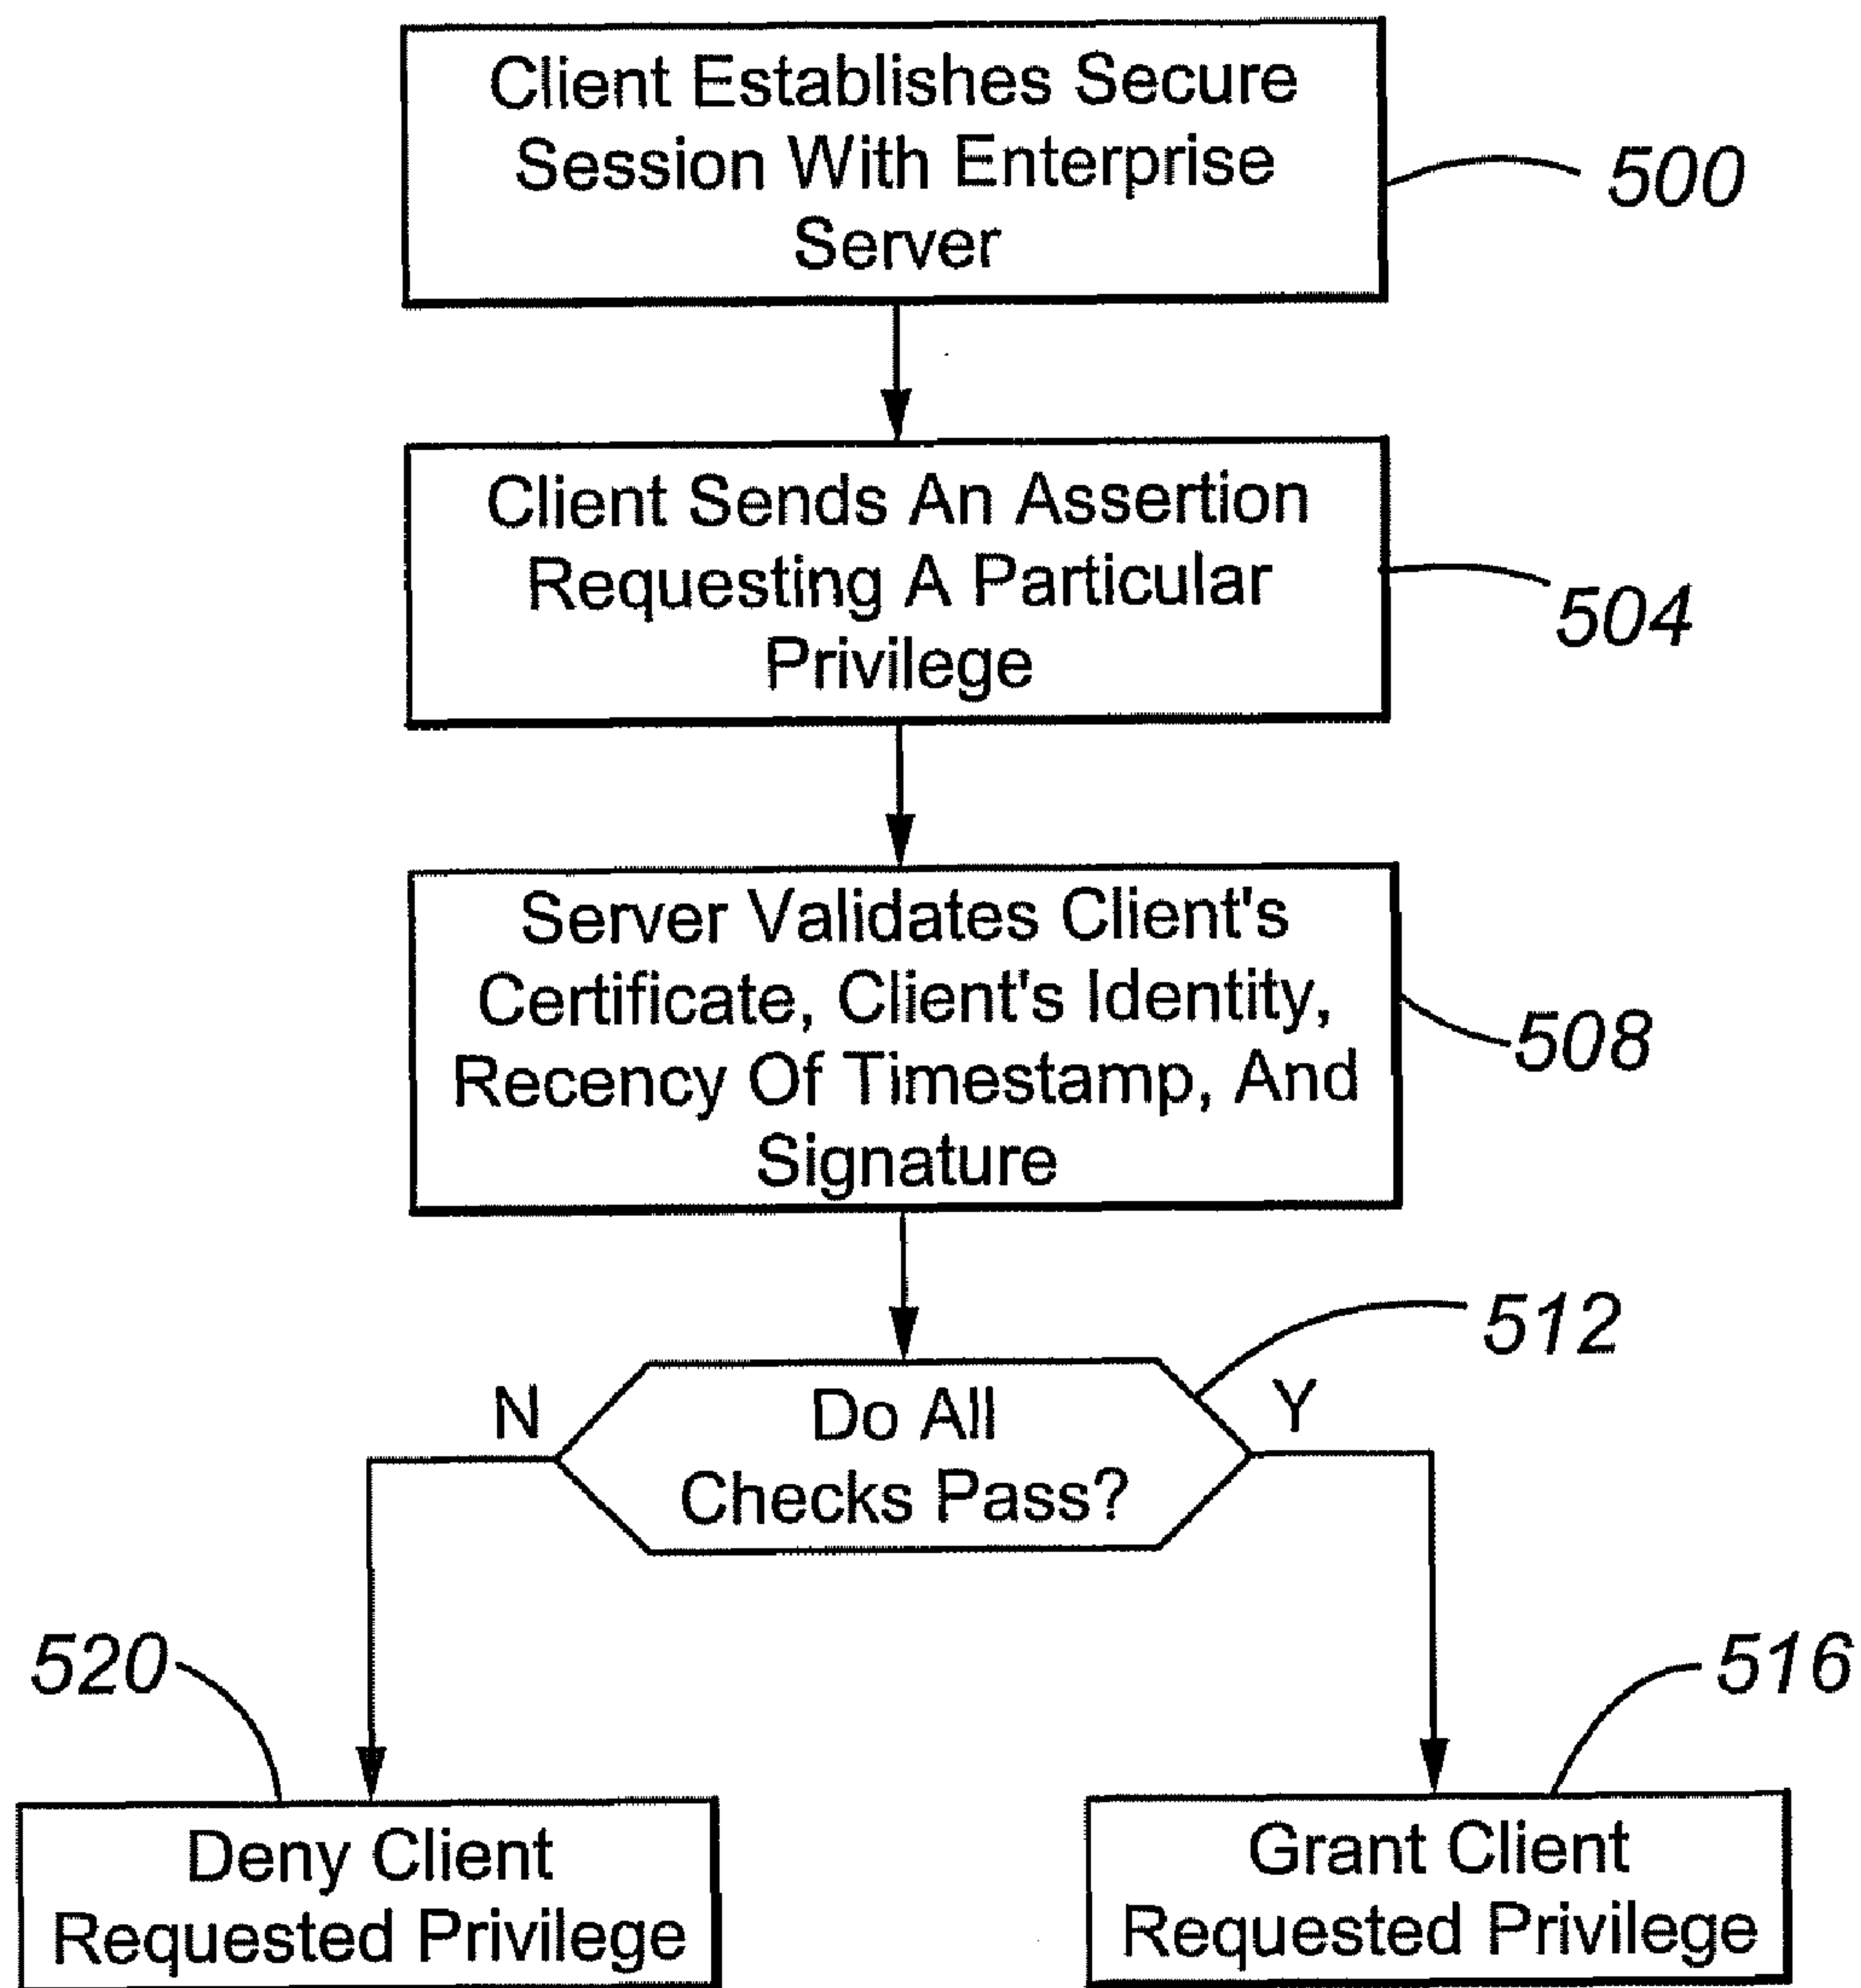 Client Establishes Secure
Session With Enterprise
Server
500
Client Sends An Assertion
Requesting A Particular
Privilege
504
Server Validates Client's
Certificate, Client's Identity,
Recency Of Timestamp, And
Signature
508
512
N
Do All
Checks Pass?
Y
520
516
Deny Client
Requested Privilege
Grant Client
Requested Privilege